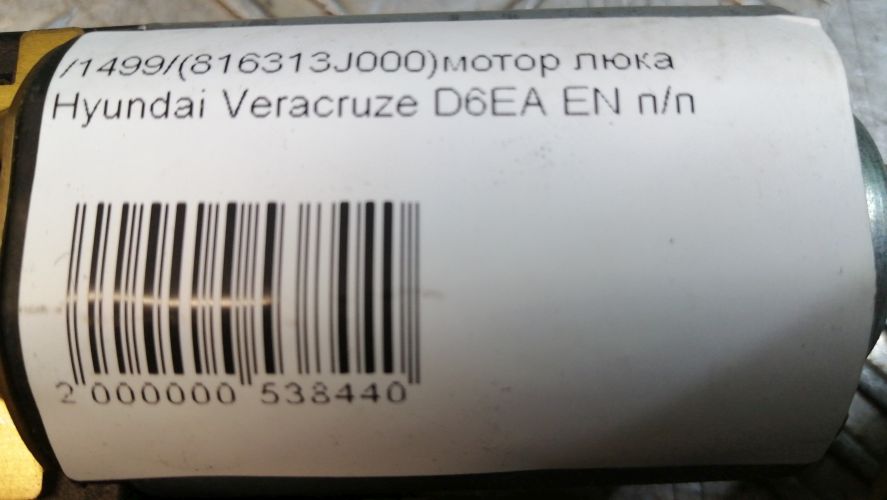 /1499/(816313J000)мотор люка
Hyundai Veracruze D6EA EN п/п
2 000000 538440